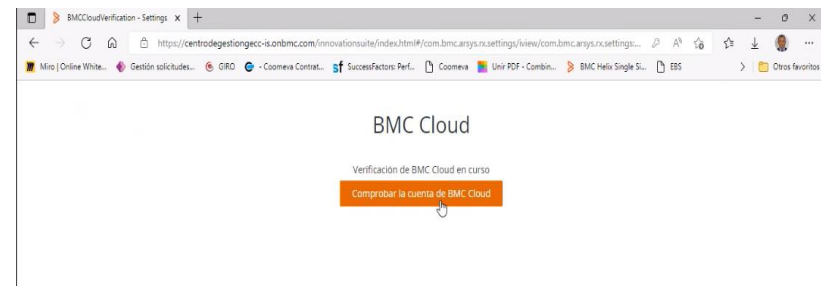 BMCCloudVerification - Settings
https://centrodegestiongecc-is.onbmc.com/innovationsuite/index.html#/com.bmc.arsys.rx.settings/iview/com.bmc.arsys.rx.settings:...
Miro | Online White... Gestión solicitudes... GIRO - Coomeva Contrat... SuccessFactors: Perf... Coomeva Unir PDF - Combin... BMC Helix Single Si... EBS Otros favoritos
BMC Cloud
Verificación de BMC Cloud en curso
Comprobar la cuenta de BMC Cloud